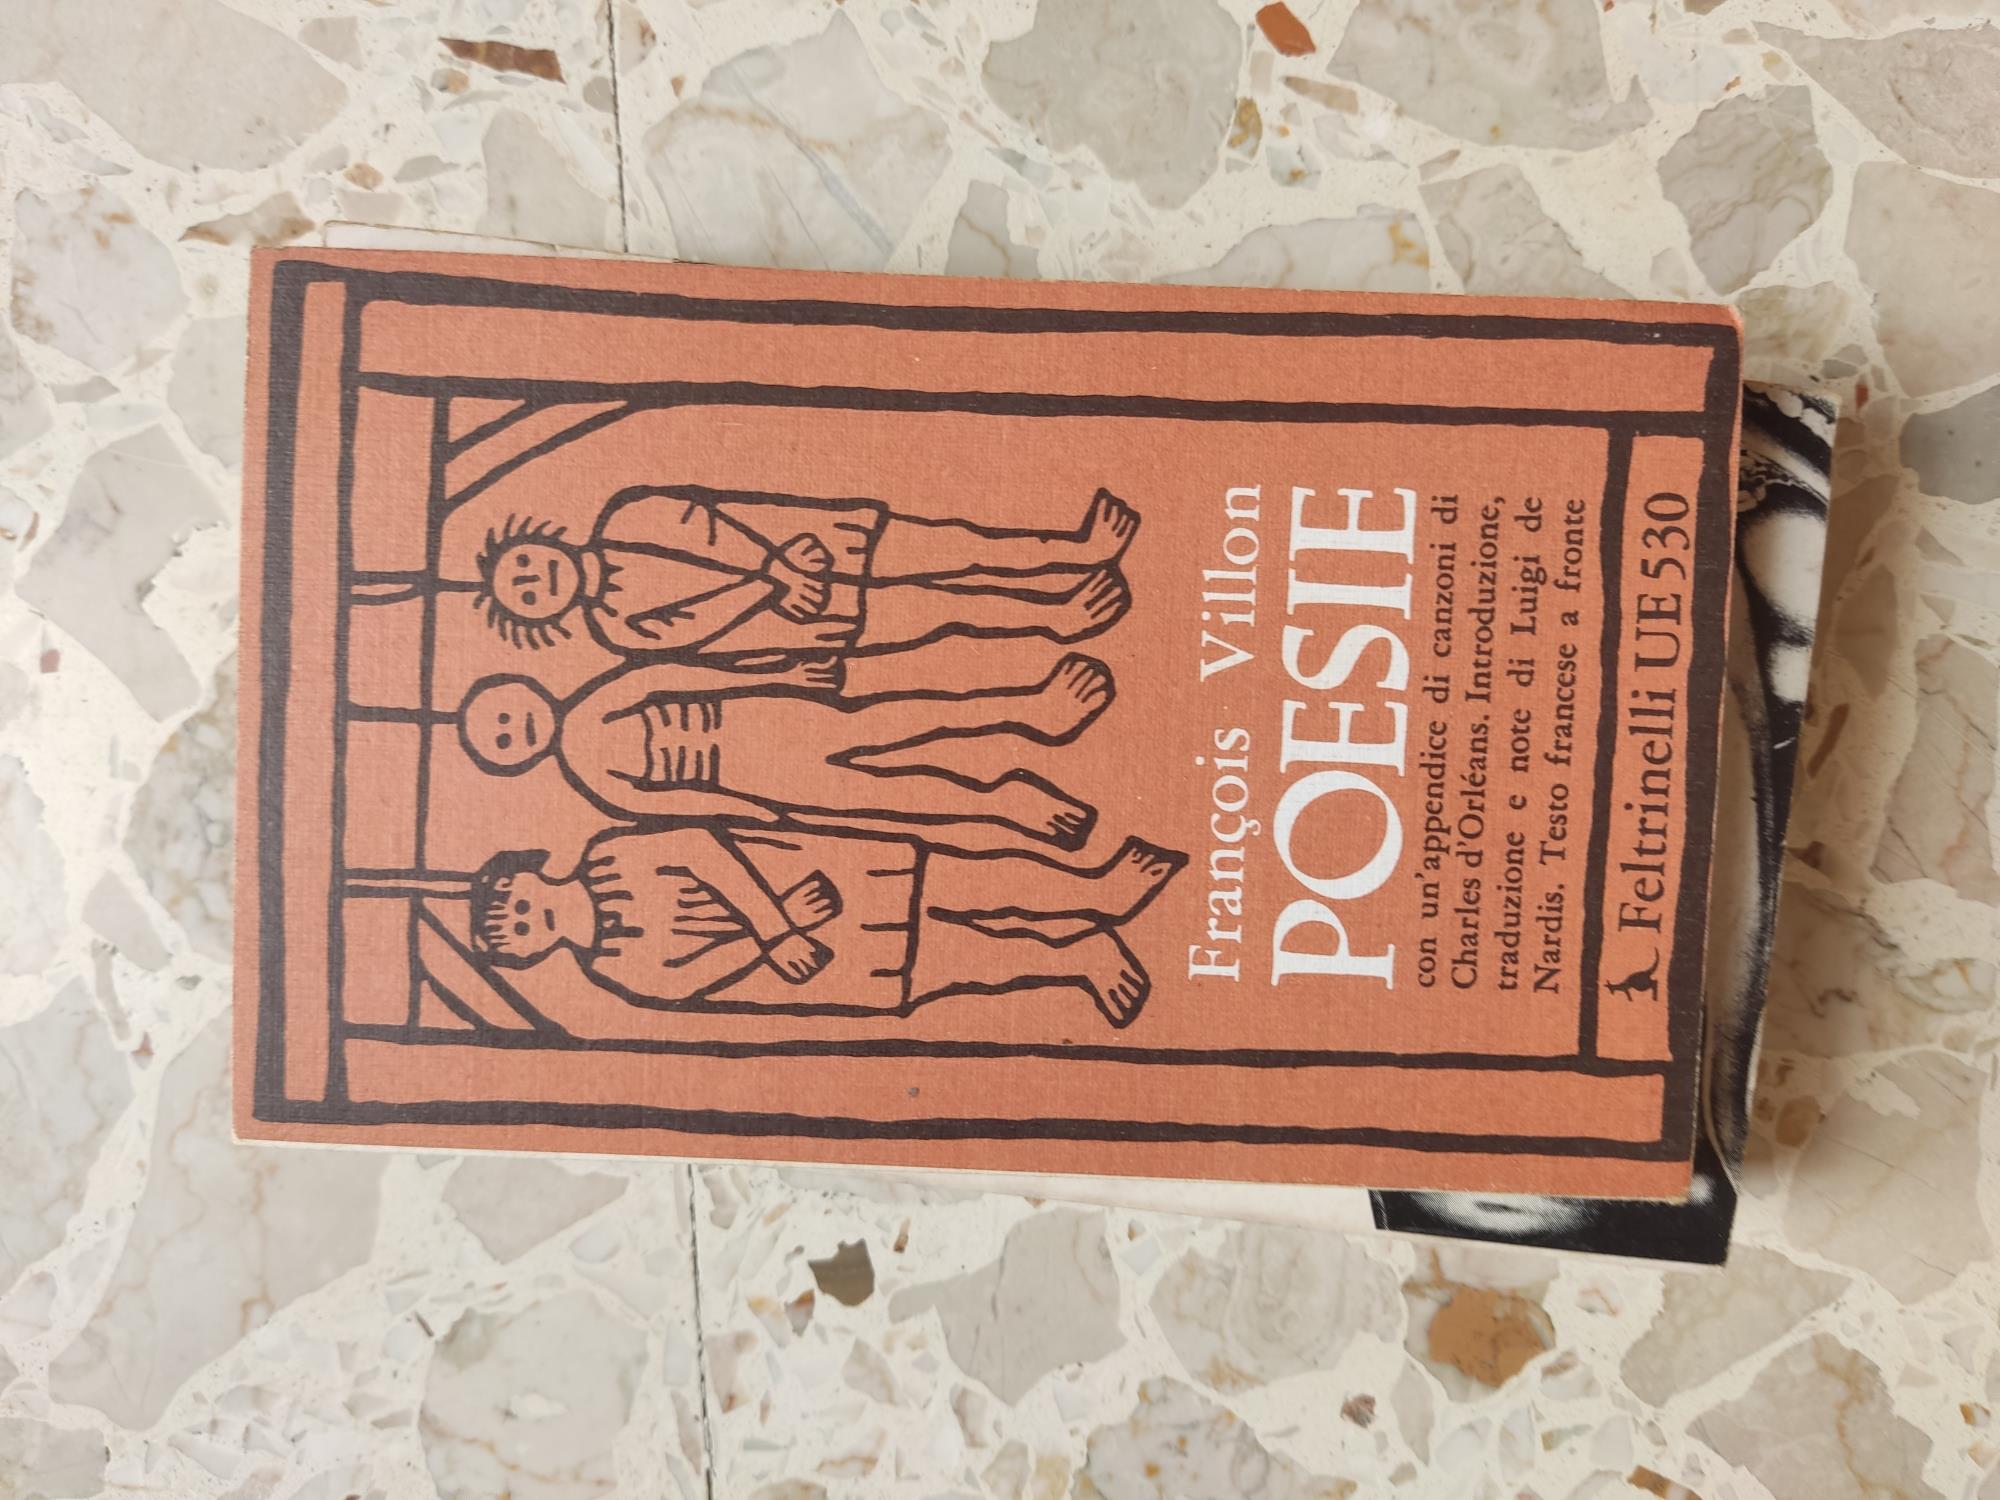 François Villon
POESIE
con un'appendice di canzoni di
Charles d'Orléans. Introduzione,
traduzione e note di Luigi de
Nardis. Testo francese a fronte
Feltrinelli UE 530